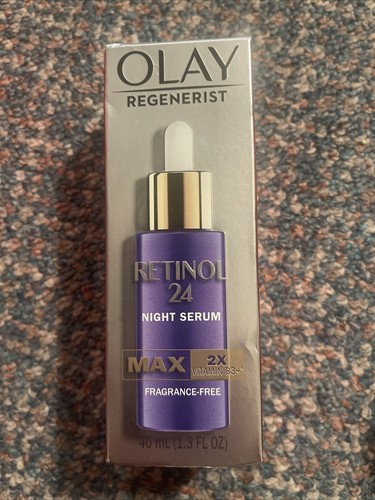 OLAY
REGENERIST
RETINOL
24
NIGHT SERUM
MAX
2X
VITAMIN B3+*
FRAGRANCE-FREE
40 mL (1.3 FL OZ)